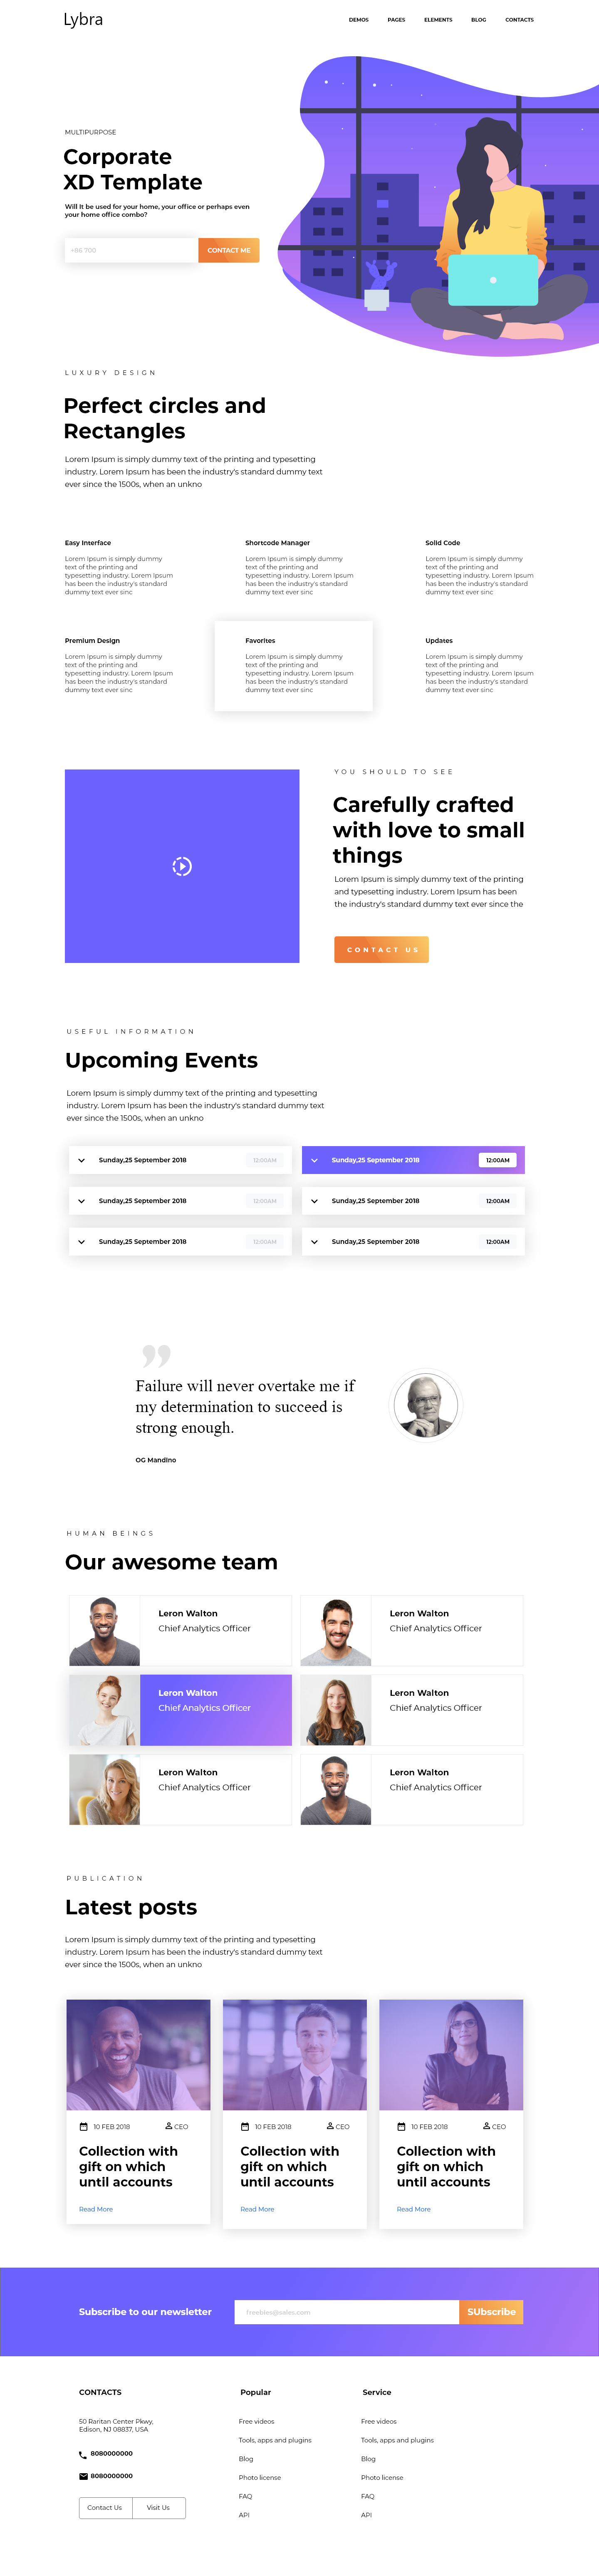 Lybra
DEMOS
PAGES
ELEMENTS
BLOG
CONTACTS
MULTIPURPOSE
Corporate
XD Template
Will It be used for your home, your office or perhaps even
your home office combo?
+86 700
CONTACT ME
LUXURY DESIGN
Perfect circles and
Rectangles
Lorem Ipsum is simply dummy text of the printing and typesetting
industry. Lorem Ipsum has been the industry's standard dummy text
ever since the 1500s, when an unkno
Easy Interface
Lorem Ipsum is simply dummy
text of the printing and
typesetting industry. Lorem Ipsum
has been the industry's standard
dummy text ever sinc
Shortcode Manager
Lorem Ipsum is simply dummy
text of the printing and
typesetting industry. Lorem Ipsum
has been the industry's standard
dummy text ever sinc
Solid Code
Lorem Ipsum is simply dummy
text of the printing and
typesetting industry. Lorem Ipsum
has been the industry's standard
dummy text ever sinc
Premium Design
Lorem Ipsum is simply dummy
text of the printing and
typesetting industry. Lorem Ipsum
has been the industry's standard
dummy text ever sinc
Favorites
Lorem Ipsum is simply dummy
text of the printing and
typesetting industry. Lorem Ipsum
has been the industry's standard
dummy text ever sinc
Updates
Lorem Ipsum is simply dummy
text of the printing and
typesetting industry. Lorem Ipsum
has been the industry's standard
dummy text ever sinc
YOU SHOULD TO SEE
Carefully crafted
with love to small
things
Lorem Ipsum is simply dummy text of the printing
and typesetting industry. Lorem Ipsum has been
the industry's standard dummy text ever since the
CONTACT US
USEFUL INFORMATION
Upcoming Events
Lorem Ipsum is simply dummy text of the printing and typesetting
industry. Lorem Ipsum has been the industry's standard dummy text
ever since the 1500s, when an unkno
Sunday,25 September 2018
12:00AM
Sunday,25 September 2018
12:00AM
Sunday,25 September 2018
12:00AM
Sunday,25 September 2018
12:00AM
Sunday,25 September 2018
12:00AM
Sunday,25 September 2018
12:00AM
”
Failure will never overtake me if
my determination to succeed is
strong enough.
OG Mandino
HUMAN BEINGS
Our awesome team
Leron Walton
Chief Analytics Officer
Leron Walton
Chief Analytics Officer
Leron Walton
Chief Analytics Officer
Leron Walton
Chief Analytics Officer
Leron Walton
Chief Analytics Officer
Leron Walton
Chief Analytics Officer
PUBLICATION
Latest posts
Lorem Ipsum is simply dummy text of the printing and typesetting
industry. Lorem Ipsum has been the industry's standard dummy text
ever since the 1500s, when an unkno
10 FEB 2018
CEO
Collection with
gift on which
until accounts
Read More
10 FEB 2018
CEO
Collection with
gift on which
until accounts
Read More
10 FEB 2018
CEO
Collection with
gift on which
until accounts
Read More
Subscribe to our newsletter
freebies@sales.com
SUbscribe
CONTACTS
50 Raritan Center Pkwy,
Edison, NJ 08837, USA
8080000000
8080000000
Contact Us
Visit Us
Popular
Free videos
Tools, apps and plugins
Blog
Photo license
FAQ
API
Service
Free videos
Tools, apps and plugins
Blog
Photo license
FAQ
API